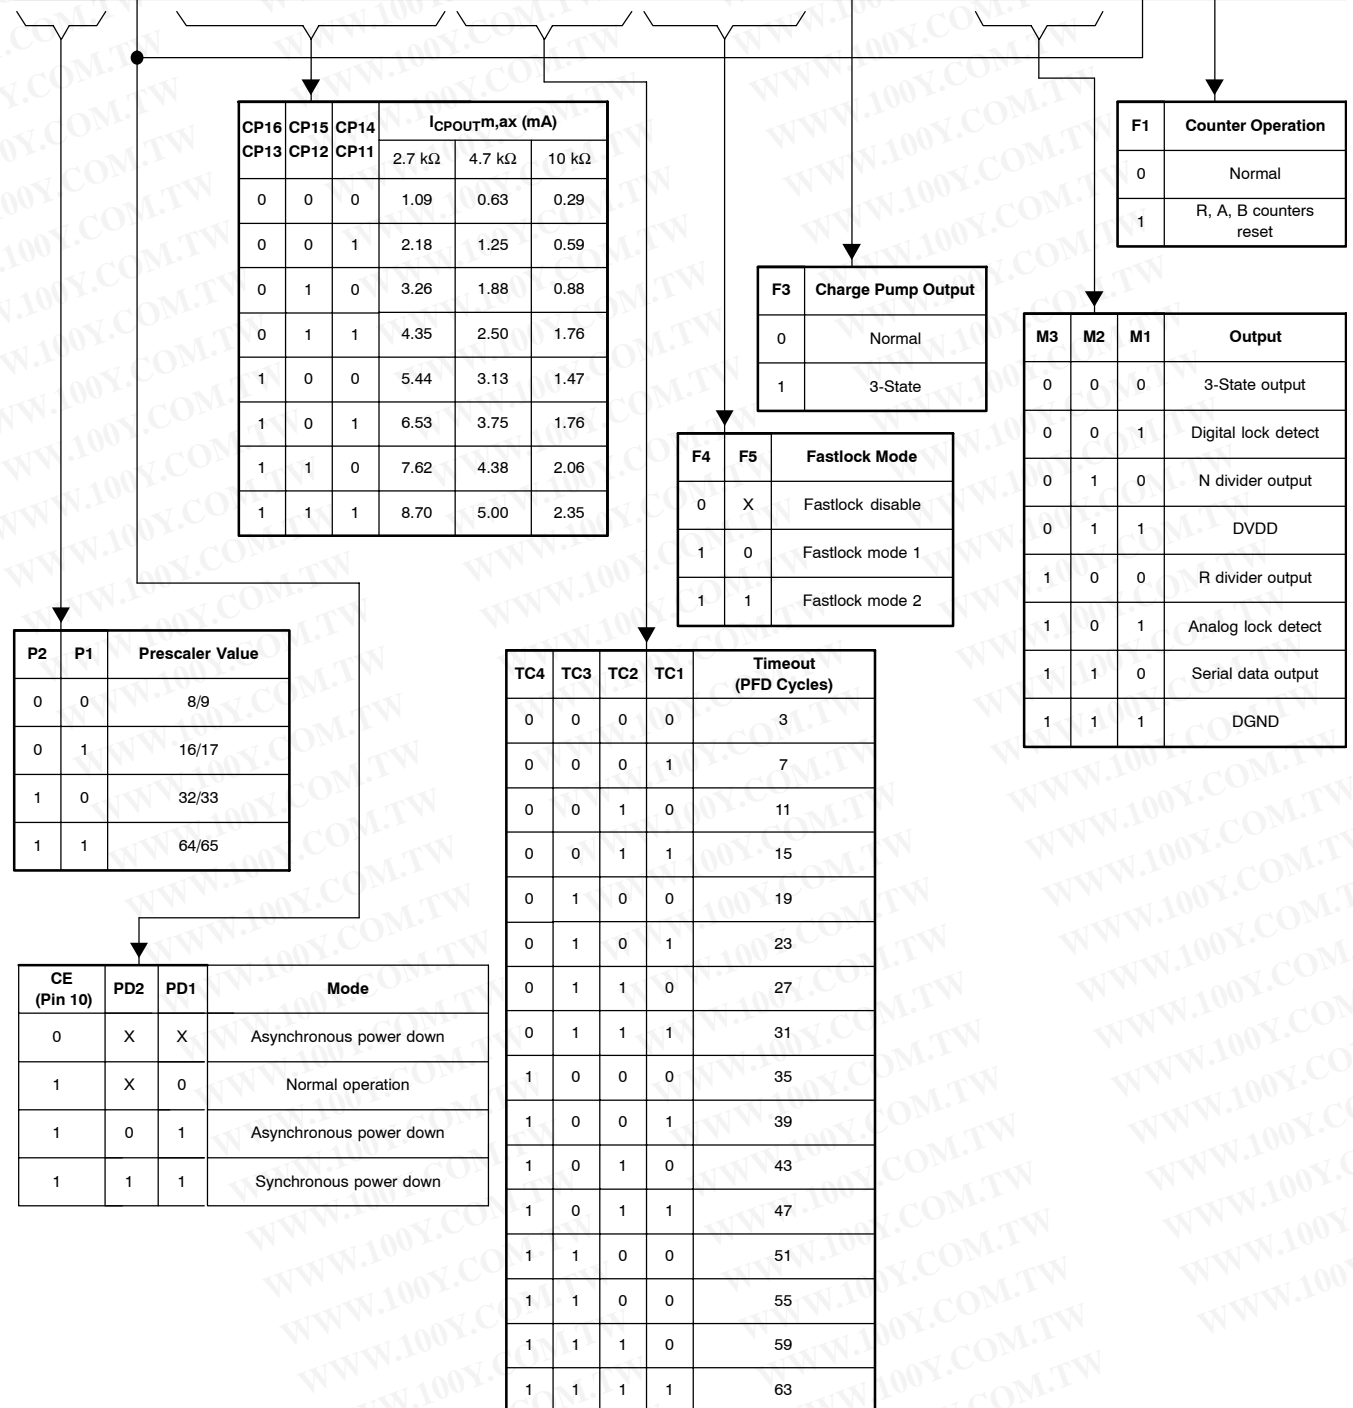 CP16 CP15 CP14 ICPOUTm,ax (mA)
CP13 CP12 CP11 2.7 kΩ 4.7 kΩ 10 kΩ
0 0 0 1.09 0.63 0.29
0 0 1 2.18 1.25 0.59
0 1 0 3.26 1.88 0.88
0 1 1 4.35 2.50 1.76
1 0 0 5.44 3.13 1.47
1 0 1 6.53 3.75 1.76
1 1 0 7.62 4.38 2.06
1 1 1 8.70 5.00 2.35
F1 Counter Operation
0 Normal
1 R, A, B counters
reset
F3 Charge Pump Output
0 Normal
1 3-State
M3 M2 M1 Output
0 0 0 3-State output
0 0 1 Digital lock detect
0 1 0 N divider output
0 1 1 DVDD
1 0 0 R divider output
1 0 1 Analog lock detect
1 1 0 Serial data output
1 1 1 DGND
F4 F5 Fastlock Mode
0 X Fastlock disable
1 0 Fastlock mode 1
1 1 Fastlock mode 2
P2 P1 Prescaler Value
0 0 8/9
0 1 16/17
1 0 32/33
1 1 64/65
TC4 TC3 TC2 TC1 Timeout
(PFD Cycles)
0 0 0 0 3
0 0 0 1 7
0 0 1 0 11
0 0 1 1 15
0 1 0 0 19
0 1 0 1 23
0 1 1 0 27
0 1 1 1 31
1 0 0 0 35
1 0 0 1 39
1 0 1 0 43
1 0 1 1 47
1 1 0 0 51
1 1 0 0 55
1 1 1 0 59
1 1 1 1 63
CE
(Pin 10) PD2 PD1 Mode
0 X X Asynchronous power down
1 X 0 Normal operation
1 0 1 Asynchronous power down
1 1 1 Synchronous power down
WWW.100Y.COM.TW